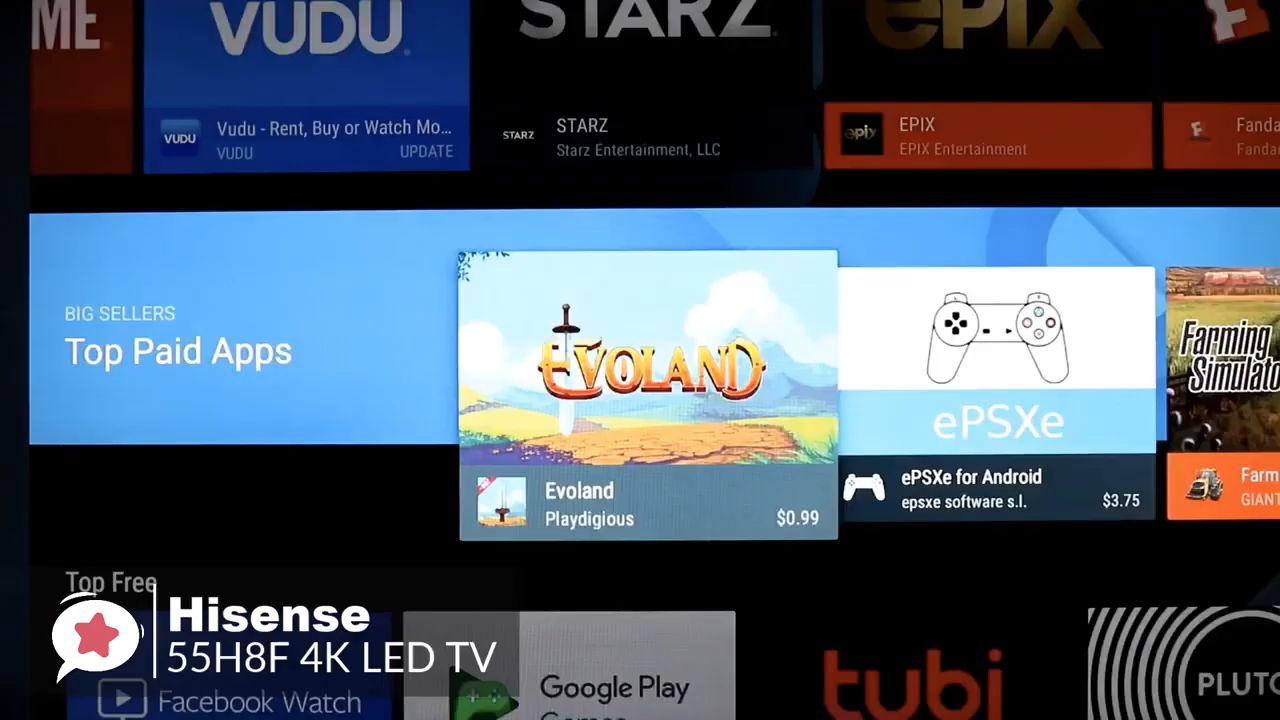 ME
VUDU
STARZ
epix
F
VUDU
Vudu - Rent, Buy or Watch Mo...
VUDU
UPDATE
STARZ
STARZ
Starz Entertainment, LLC
epix
EPIX
EPIX Entertainment
F
Fanda
Fanda
BIG SELLERS
Top Paid Apps
EVOLAND
Evoland
Playdigious
$0.99
ePSXe
ePSXe for Android
epsxe software s.l.
$3.75
Farming
Simulato
Farm
GIANT
Top Free
Hisense
55H8F 4K LED TV
Facebook Watch
Google Play
Games
tubi
PLUTO